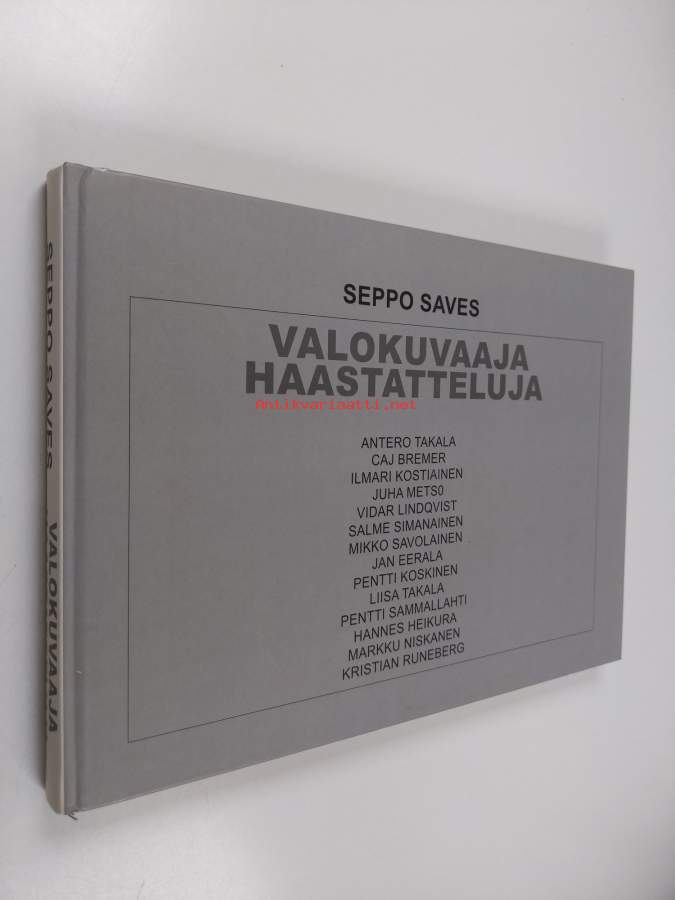 SEPPO SAVES
VALOKUVAAJA
HAASTATTELUJA
Antikvariaatti.net
ANTERO TAKALA
CAJ BREMER
ILMARI KOSTIAINEN
JUHA METS0
VIDAR LINDQVIST
SALME SIMANAINEN
MIKKO SAVOLAINEN
JAN EERALA
PENTTI KOSKINEN
LIISA TAKALA
PENTTI SAMMALLAHTI
HANNES HEIKURA
MARKKU NISKANEN
KRISTIAN RUNEBERG
SEPPO SAVES VALOKUVAAJA